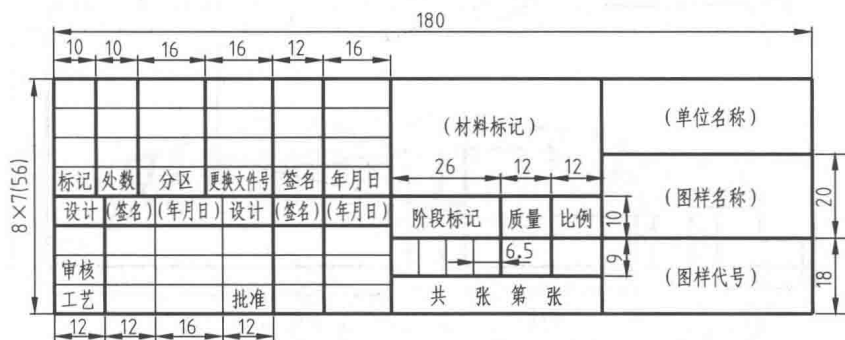 180
10 10 16 16 12 16
(材料标记) (单位名称)
8×7(56)
标记 处数 分区 更换文件号 签名 年月日 26 12 12 (图样名称) 20
设计 (签名) (年月日) 设计 (签名) (年月日) 阶段标记 质量 比例 10
6.5 9
审核 (图样代号) 18
工艺 批准 共 张 第 张
12 12 16 12